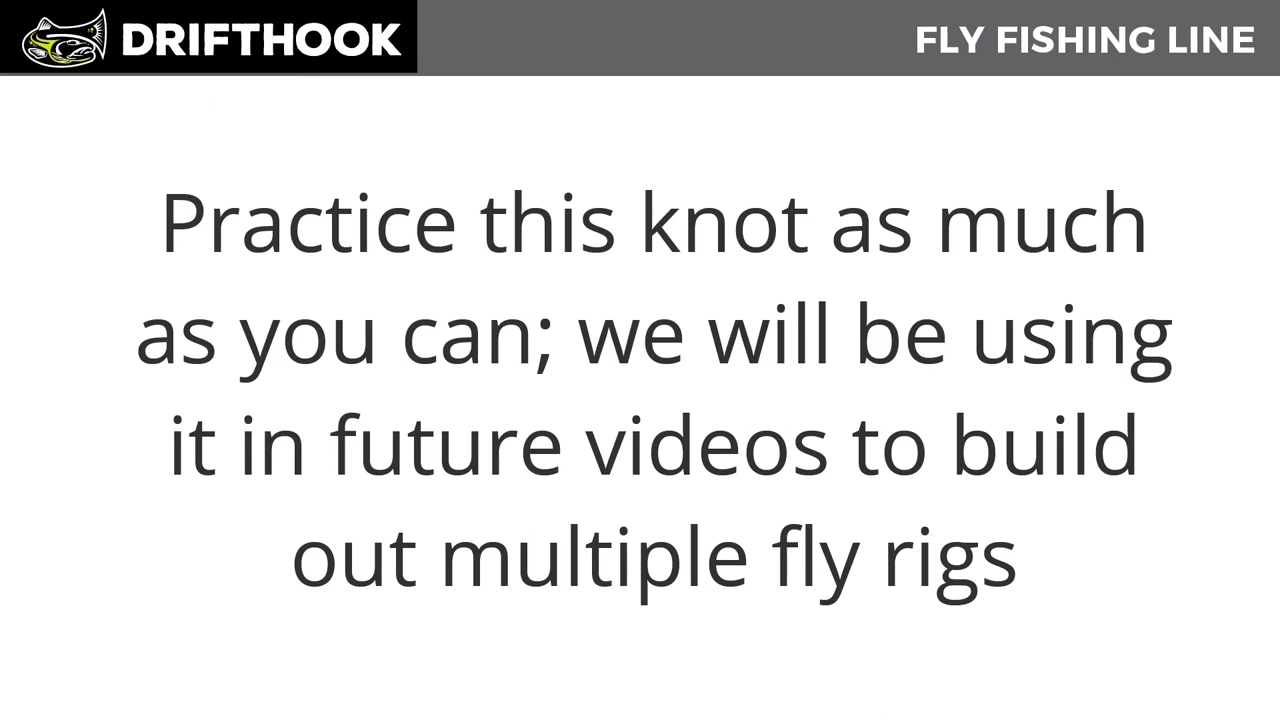 DRIFTHOOK
FLY FISHING LINE
Practice this knot as much
as you can; we will be using
it in future videos to build
out multiple fly rigs